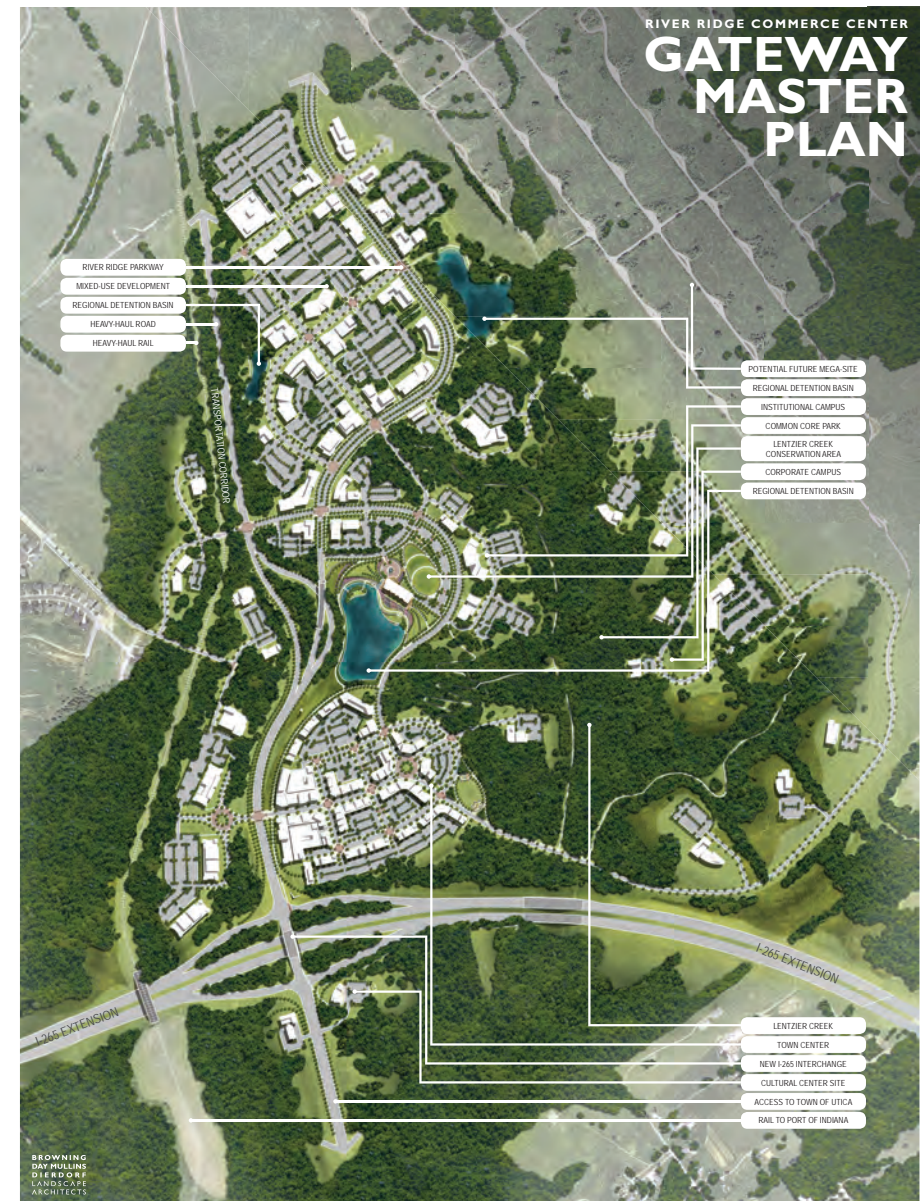 RIVER RIDGE COMMERCE CENTER
GATEWAY
MASTER
PLAN
RIVER RIDGE PARKWAY
MIXED-USE DEVELOPMENT
REGIONAL DETENTION BASIN
HEAVY-HAUL ROAD
HEAVY-HAUL RAIL
TRANSPORTATION CORRIDOR
POTENTIAL FUTURE MEGA-SITE
REGIONAL DETENTION BASIN
INSTITUTIONAL CAMPUS
COMMON CORE PARK
LENTZIER CREEK
CONSERVATION AREA
CORPORATE CAMPUS
REGIONAL DETENTION BASIN
I-265 EXTENSION
I-265 EXTENSION
LENTZIER CREEK
TOWN CENTER
NEW I-265 INTERCHANGE
CULTURAL CENTER SITE
ACCESS TO TOWN OF UTICA
RAIL TO PORT OF INDIANA
BROWNING
DAY MULLINS
DIERDORF
LANDSCAPE
ARCHITECTS